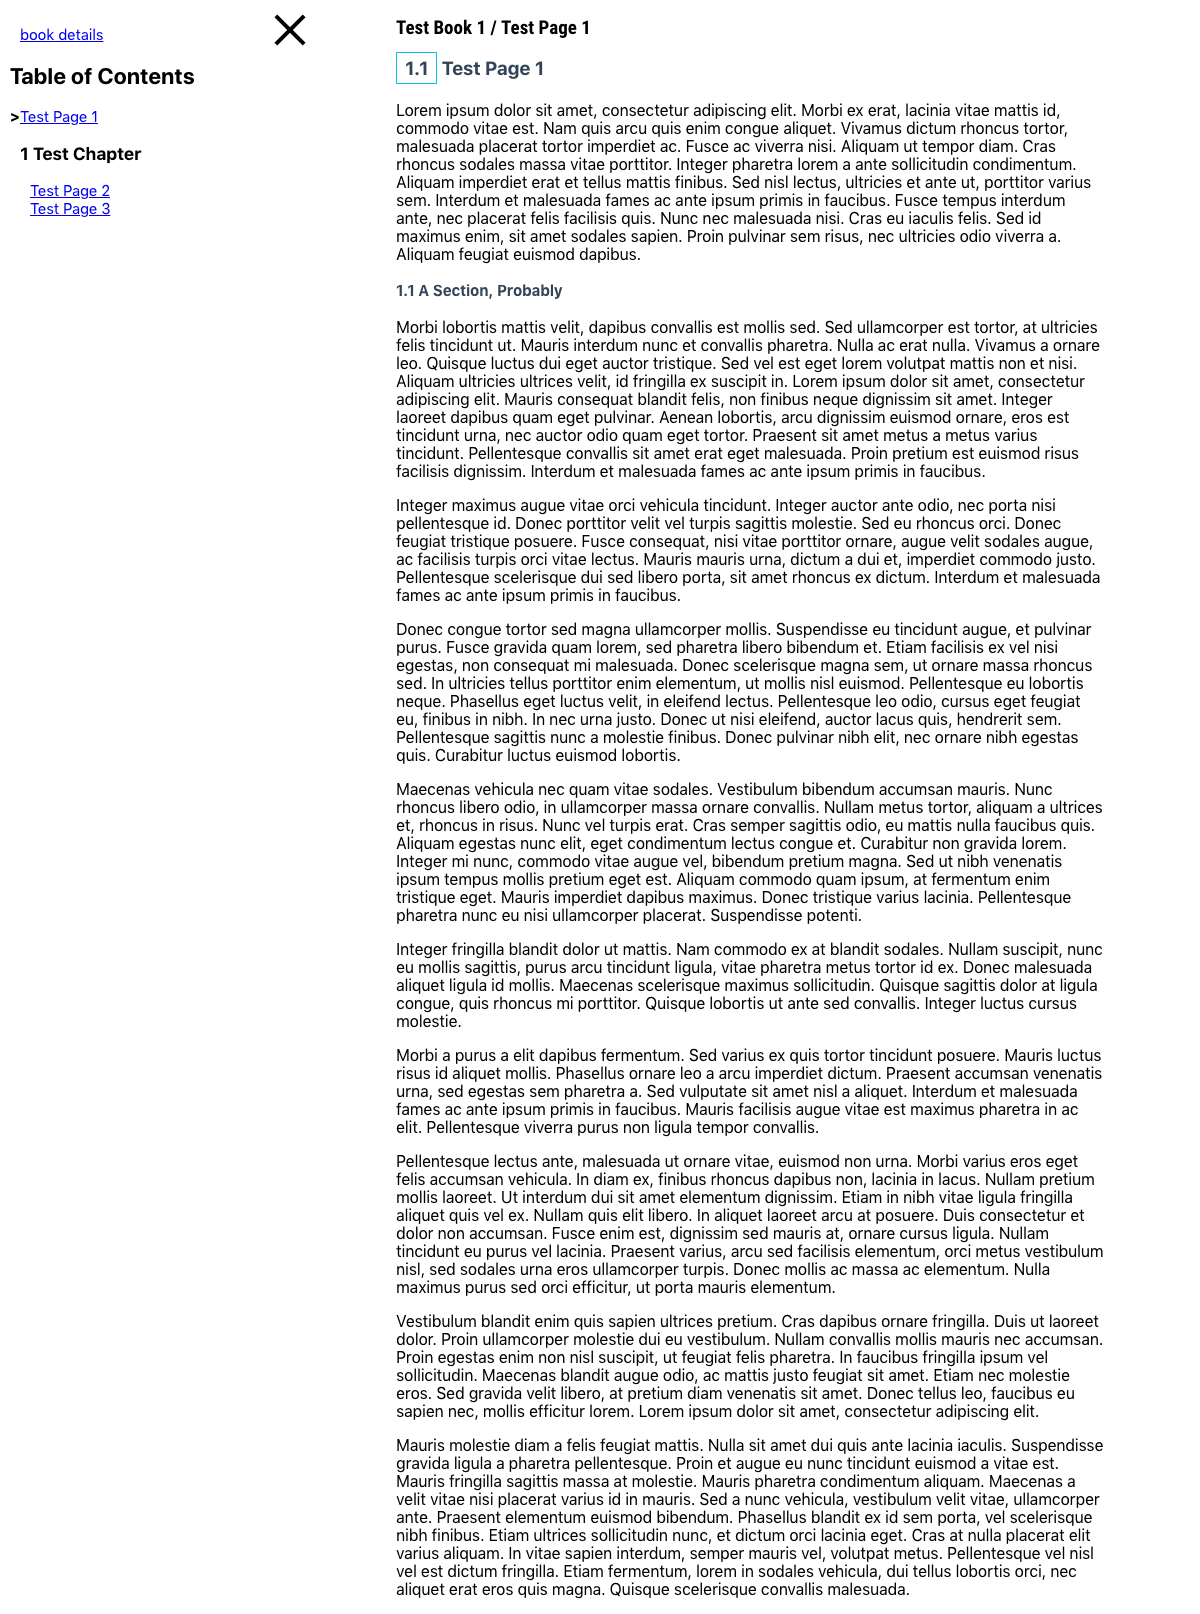 book details
Table of Contents
>Test Page 1
1 Test Chapter
Test Page 2
Test Page 3
Test Book 1 / Test Page 1
1.1 Test Page 1
Lorem ipsum dolor sit amet, consectetur adipiscing elit. Morbi ex erat, lacinia vitae mattis id,
commodo vitae est. Nam quis arcu quis enim congue aliquet. Vivamus dictum rhoncus tortor,
malesuada placerat tortor imperdiet ac. Fusce ac viverra nisi. Aliquam ut tempor diam. Cras
rhoncus sodales massa vitae porttitor. Integer pharetra lorem a ante sollicitudin condimentum.
Aliquam imperdiet erat et tellus mattis finibus. Sed nisl lectus, ultricies et ante ut, porttitor varius
sem. Interdum et malesuada fames ac ante ipsum primis in faucibus. Fusce tempus interdum
ante, nec placerat felis facilisis quis. Nunc nec malesuada nisi. Cras eu iaculis felis. Sed id
maximus enim, sit amet sodales sapien. Proin pulvinar sem risus, nec ultricies odio viverra a.
Aliquam feugiat euismod dapibus.
1.1 A Section, Probably
Morbi lobortis mattis velit, dapibus convallis est mollis sed. Sed ullamcorper est tortor, at ultricies
felis tincidunt ut. Mauris interdum nunc et convallis pharetra. Nulla ac erat nulla. Vivamus a ornare
leo. Quisque luctus dui eget auctor tristique. Sed vel est eget lorem volutpat mattis non et nisi.
Aliquam ultricies ultrices velit, id fringilla ex suscipit in. Lorem ipsum dolor sit amet, consectetur
adipiscing elit. Mauris consequat blandit felis, non finibus neque dignissim sit amet. Integer
laoreet dapibus quam eget pulvinar. Aenean lobortis, arcu dignissim euismod ornare, eros est
tincidunt urna, nec auctor odio quam eget tortor. Praesent sit amet metus a metus varius
tincidunt. Pellentesque convallis sit amet erat eget malesuada. Proin pretium est euismod risus
facilisis dignissim. Interdum et malesuada fames ac ante ipsum primis in faucibus.
Integer maximus augue vitae orci vehicula tincidunt. Integer auctor ante odio, nec porta nisi
pellentesque id. Donec porttitor velit vel turpis sagittis molestie. Sed eu rhoncus orci. Donec
feugiat tristique posuere. Fusce consequat, nisi vitae porttitor ornare, augue velit sodales augue,
ac facilisis turpis orci vitae lectus. Mauris mauris urna, dictum a dui et, imperdiet commodo justo.
Pellentesque scelerisque dui sed libero porta, sit amet rhoncus ex dictum. Interdum et malesuada
fames ac ante ipsum primis in faucibus.
Donec congue tortor sed magna ullamcorper mollis. Suspendisse eu tincidunt augue, et pulvinar
purus. Fusce gravida quam lorem, sed pharetra libero bibendum et. Etiam facilisis ex vel nisi
egestas, non consequat mi malesuada. Donec scelerisque magna sem, ut ornare massa rhoncus
sed. In ultricies tellus porttitor enim elementum, ut mollis nisl euismod. Pellentesque eu lobortis
neque. Phasellus eget luctus velit, in eleifend lectus. Pellentesque leo odio, cursus eget feugiat
eu, finibus in nibh. In nec urna justo. Donec ut nisi eleifend, auctor lacus quis, hendrerit sem.
Pellentesque sagittis nunc a molestie finibus. Donec pulvinar nibh elit, nec ornare nibh egestas
quis. Curabitur luctus euismod lobortis.
Maecenas vehicula nec quam vitae sodales. Vestibulum bibendum accumsan mauris. Nunc
rhoncus libero odio, in ullamcorper massa ornare convallis. Nullam metus tortor, aliquam a ultrices
et, rhoncus in risus. Nunc vel turpis erat. Cras semper sagittis odio, eu mattis nulla faucibus quis.
Aliquam egestas nunc elit, eget condimentum lectus congue et. Curabitur non gravida lorem.
Integer mi nunc, commodo vitae augue vel, bibendum pretium magna. Sed ut nibh venenatis
ipsum tempus mollis pretium eget est. Aliquam commodo quam ipsum, at fermentum enim
tristique eget. Mauris imperdiet dapibus maximus. Donec tristique varius lacinia. Pellentesque
pharetra nunc eu nisi ullamcorper placerat. Suspendisse potenti.
Integer fringilla blandit dolor ut mattis. Nam commodo ex at blandit sodales. Nullam suscipit, nunc
eu mollis sagittis, purus arcu tincidunt ligula, vitae pharetra metus tortor id ex. Donec malesuada
aliquet ligula id mollis. Maecenas scelerisque maximus sollicitudin. Quisque sagittis dolor at ligula
congue, quis rhoncus mi porttitor. Quisque lobortis ut ante sed convallis. Integer luctus cursus
molestie.
Morbi a purus a elit dapibus fermentum. Sed varius ex quis tortor tincidunt posuere. Mauris luctus
risus id aliquet mollis. Phasellus ornare leo a arcu imperdiet dictum. Praesent accumsan venenatis
urna, sed egestas sem pharetra a. Sed vulputate sit amet nisl a aliquet. Interdum et malesuada
fames ac ante ipsum primis in faucibus. Mauris facilisis augue vitae est maximus pharetra in ac
elit. Pellentesque viverra purus non ligula tempor convallis.
Pellentesque lectus ante, malesuada ut ornare vitae, euismod non urna. Morbi varius eros eget
felis accumsan vehicula. In diam ex, finibus rhoncus dapibus non, lacinia in lacus. Nullam pretium
mollis laoreet. Ut interdum dui sit amet elementum dignissim. Etiam in nibh vitae ligula fringilla
aliquet quis vel ex. Nullam quis elit libero. In aliquet laoreet arcu at posuere. Duis consectetur et
dolor non accumsan. Fusce enim est, dignissim sed mauris at, ornare cursus ligula. Nullam
tincidunt eu purus vel lacinia. Praesent varius, arcu sed facilisis elementum, orci metus vestibulum
nisl, sed sodales urna eros ullamcorper turpis. Donec mollis ac massa ac elementum. Nulla
maximus purus sed orci efficitur, ut porta mauris elementum.
Vestibulum blandit enim quis sapien ultrices pretium. Cras dapibus ornare fringilla. Duis ut laoreet
dolor. Proin ullamcorper molestie dui eu vestibulum. Nullam convallis mollis mauris nec accumsan.
Proin egestas enim non nisl suscipit, ut feugiat felis pharetra. In faucibus fringilla ipsum vel
sollicitudin. Maecenas blandit augue odio, ac mattis justo feugiat sit amet. Etiam nec molestie
eros. Sed gravida velit libero, at pretium diam venenatis sit amet. Donec tellus leo, faucibus eu
sapien nec, mollis efficitur lorem. Lorem ipsum dolor sit amet, consectetur adipiscing elit.
Mauris molestie diam a felis feugiat mattis. Nulla sit amet dui quis ante lacinia iaculis. Suspendisse
gravida ligula a pharetra pellentesque. Proin et augue eu nunc tincidunt euismod a vitae est.
Mauris fringilla sagittis massa at molestie. Mauris pharetra condimentum aliquam. Maecenas a
velit vitae nisi placerat varius id in mauris. Sed a nunc vehicula, vestibulum velit vitae, ullamcorper
ante. Praesent elementum euismod bibendum. Phasellus blandit ex id sem porta, vel scelerisque
nibh finibus. Etiam ultrices sollicitudin nunc, et dictum orci lacinia eget. Cras at nulla placerat elit
varius aliquam. In vitae sapien interdum, semper mauris vel, volutpat metus. Pellentesque vel nisl
vel est dictum fringilla. Etiam fermentum, lorem in sodales vehicula, dui tellus lobortis orci, nec
aliquet erat eros quis magna. Quisque scelerisque convallis malesuada.